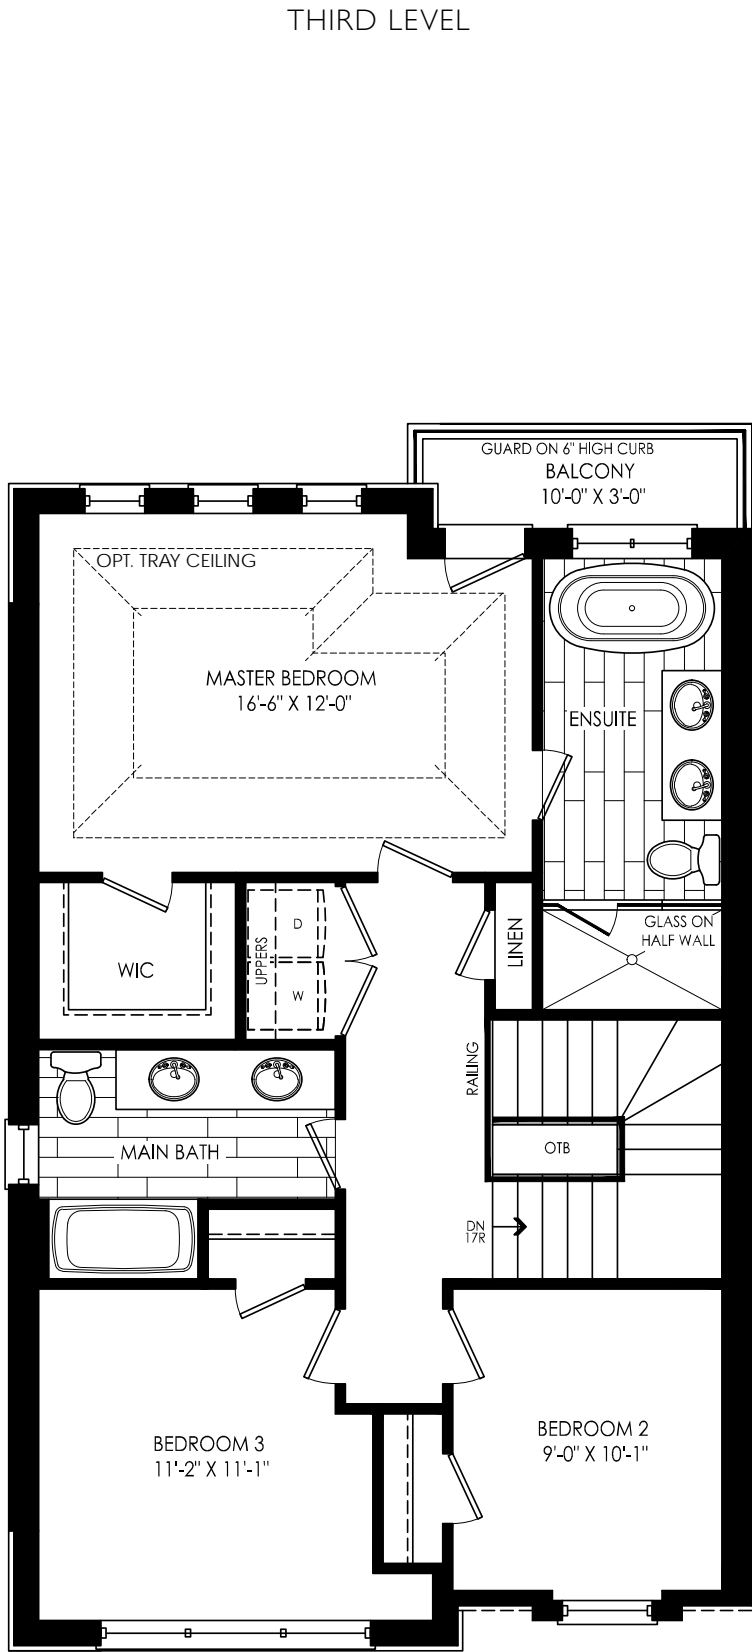 THIRD LEVEL
GUARD ON 6" HIGH CURB
BALCONY
10'-0" X 3'-0"
OPT. TRAY CEILING
MASTER BEDROOM
16'-6" X 12'-0"
ENSUITE
GLASS ON
HALF WALL
LINEN
D
UPPERS
W
WIC
RAILING
MAIN BATH
OTB
DN
17R
BEDROOM 3
11'-2" X 11'-1"
BEDROOM 2
9'-0" X 10'-1"